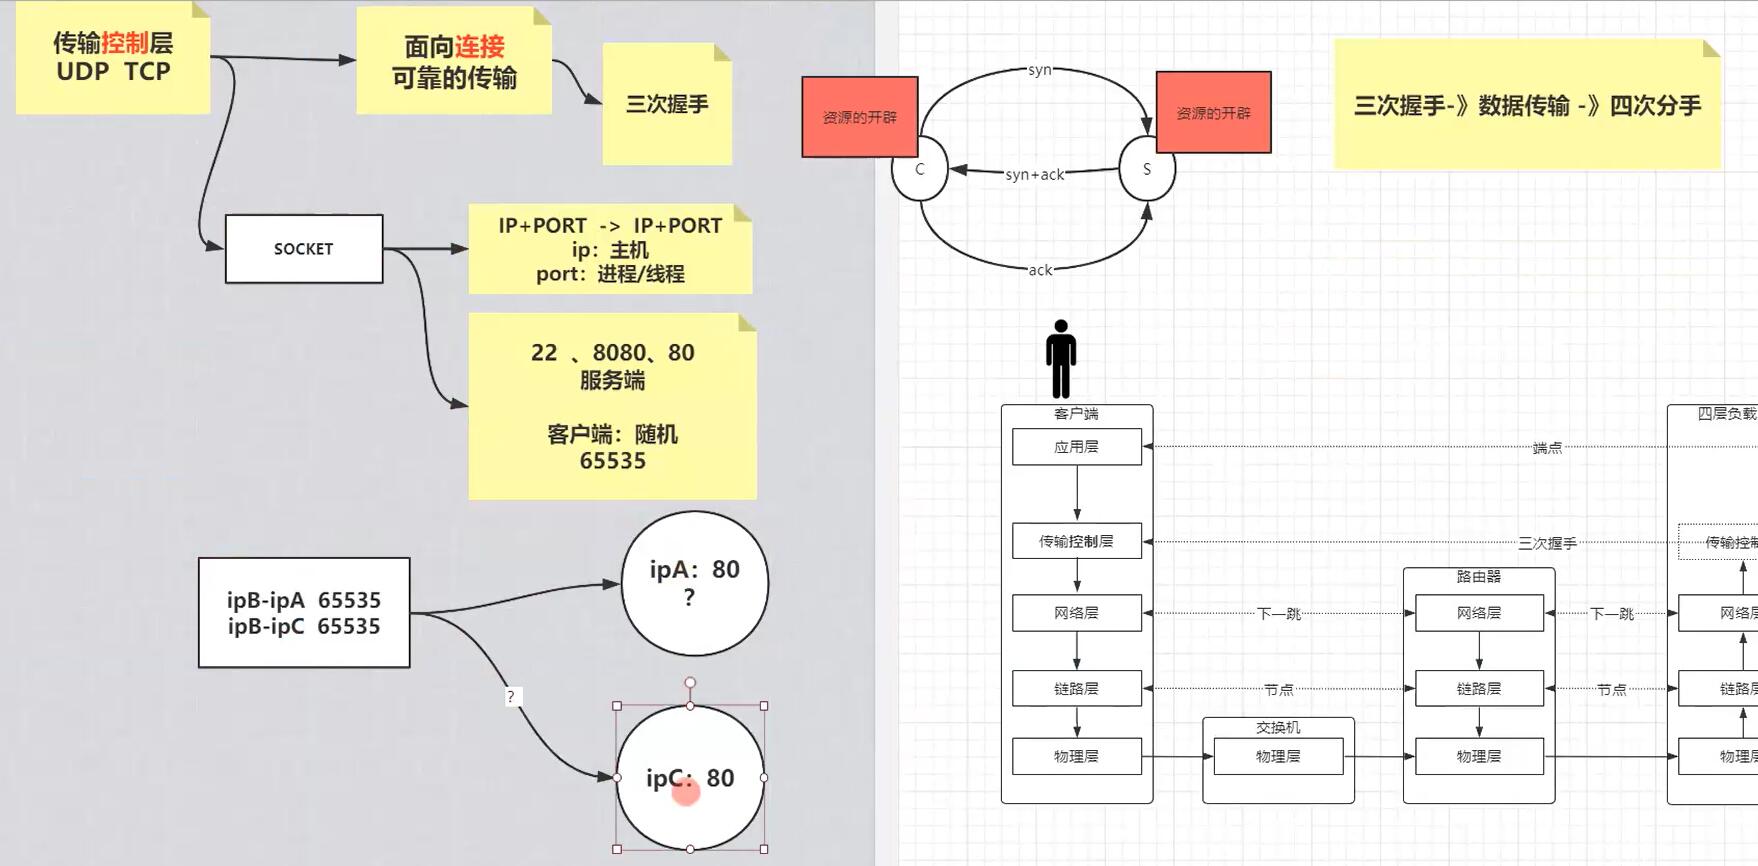 传输控制层
UDP TCP
面向连接
可靠的传输
三次握手
SOCKET
IP+PORT -> IP+PORT
ip：主机
port：进程/线程
22 、8080、80
服务端
客户端：随机
65535
ipB-ipA 65535
ipB-ipC 65535
ipA：80
?
?
ipC：80
资源的开辟
syn
资源的开辟
C
syn+ack
S
ack
三次握手-》数据传输 -》四次分手
客户端
应用层
端点
四层负载
传输控制层
三次握手
传输控制
网络层
下一跳
路由器
网络层
下一跳
网络层
链路层
节点
链路层
节点
链路层
物理层
交换机
物理层
物理层
物理层